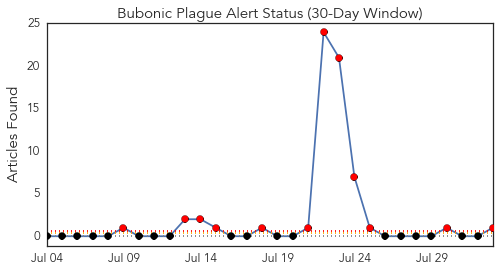 Bubonic Plague Alert Status (30-Day Window)
Articles Found
25
20
15
10
5
0
Jul 04 Jul 09 Jul 14 Jul 19 Jul 24 Jul 29